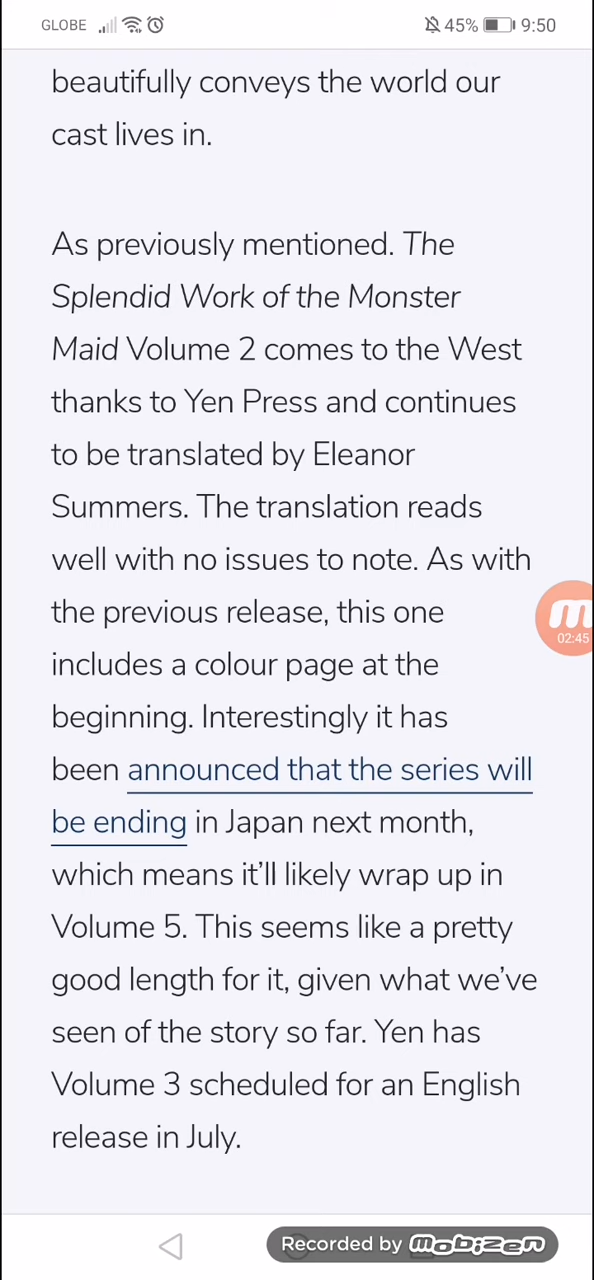 GLOBE 45% 9:50
beautifully conveys the world our
cast lives in.
As previously mentioned. The
Splendid Work of the Monster
Maid Volume 2 comes to the West
thanks to Yen Press and continues
to be translated by Eleanor
Summers. The translation reads
well with no issues to note. As with
the previous release, this one
02:45
includes a colour page at the
beginning. Interestingly it has
been announced that the series will
be ending in Japan next month,
which means it’ll likely wrap up in
Volume 5. This seems like a pretty
good length for it, given what we’ve
seen of the story so far. Yen has
Volume 3 scheduled for an English
release in July.
Recorded by mobizen